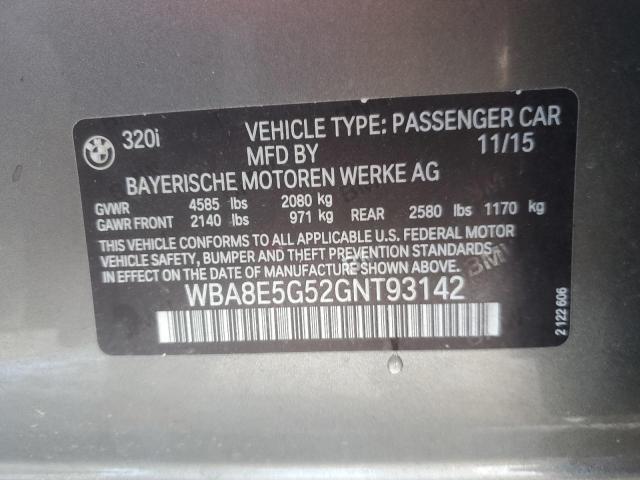 320i VEHICLE TYPE: PASSENGER CAR
MFD BY 11/15
BAYERISCHE MOTOREN WERKE AG
GVWR 4585 lbs 2080 kg
GAWR FRONT 2140 lbs 971 kg REAR 2580 lbs 1170 kg
THIS VEHICLE CONFORMS TO ALL APPLICABLE U.S. FEDERAL MOTOR
VEHICLE SAFETY, BUMPER, AND THEFT PREVENTION STANDARDS
IN EFFECT ON THE DATE OF MANUFACTURE SHOWN ABOVE.
WBA8E5G52GNT93142
2 122 606